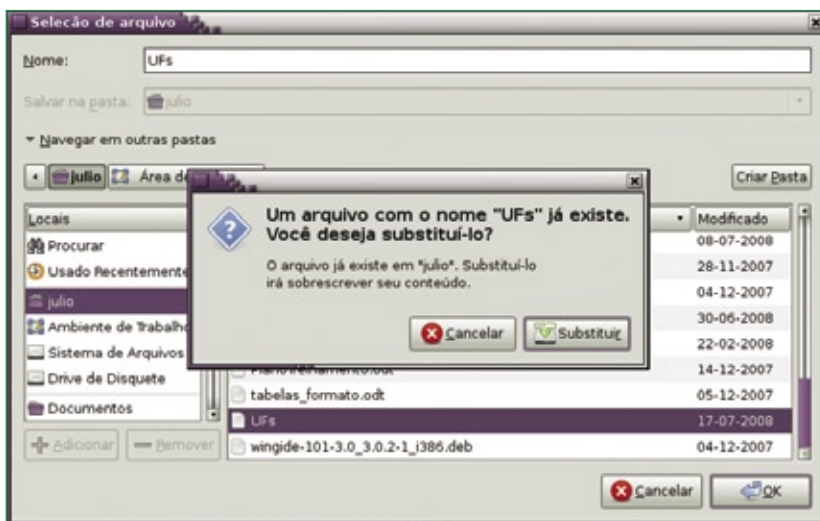 Selecão de arquivo
Nome: UFs
Salvar na pasta: julio
Navegar em outras pastas
julio Área de
Criar Pasta
Locais
Modificado
Procurar
Usado Recentemente
julio
Ambiente de Trabalho
Sistema de Arquivos
Drive de Disquete
Documentos
Adicionar
Remover
Um arquivo com o nome "UFs" já existe.
Você deseja substituí-lo?
O arquivo já existe em "julio". Substituí-lo
irá sobrescrever seu conteúdo.
Cancelar
Substituir
08-07-2008
28-11-2007
04-12-2007
30-06-2008
22-02-2008
14-12-2007
tabelas_formato.odt 05-12-2007
UFs 17-07-2008
wingide-101-3.0_3.0.2-1_i386.deb 04-12-2007
Cancelar
OK